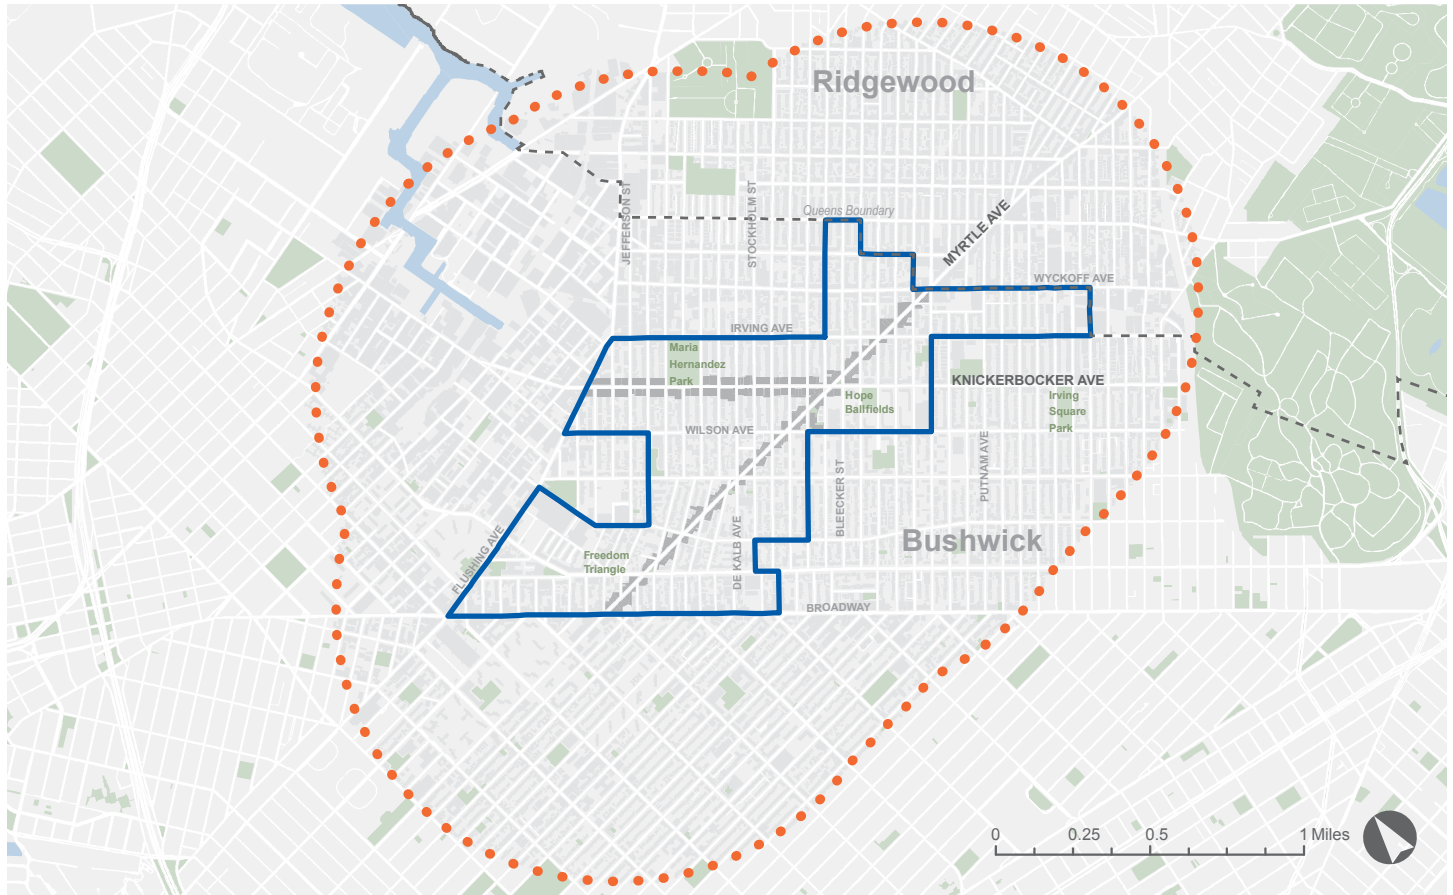 Ridgewood
JEFFERSON ST
STOCKHOLM ST
Queens Boundary
MYRTLE AVE
WYCKOFF AVE
IRVING AVE
Maria
Hernandez
Park
KNICKERBOCKER AVE
Hope
Ballfields
Irving
Square
Park
WILSON AVE
PUTNAM AVE
BLEECKER ST
DE KALB AVE
FLUSHING AVE
Bushwick
Freedom
Triangle
BROADWAY
0 0.25 0.5 1 Miles